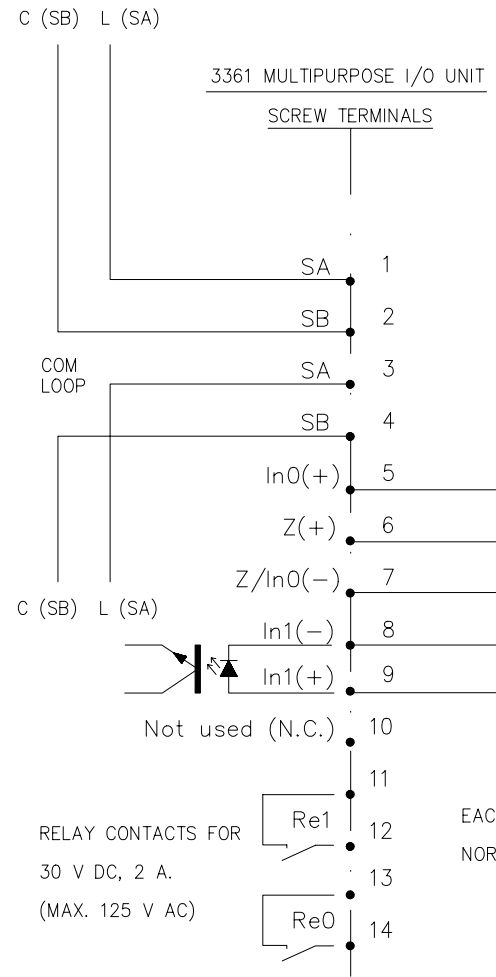 C (SB) L (SA)
3361 MULTIPURPOSE I/O UNIT
SCREW TERMINALS
SA 1
SB 2
COM
LOOP
SA 3
SB 4
In0(+) 5
Z(+) 6
Z/In0(-) 7
C (SB) L (SA)
In1(-) 8
In1(+) 9
Not used (N.C.) 10
11
Re1 12
RELAY CONTACTS FOR
30 V DC, 2 A.
(MAX. 125 V AC)
13
Re0 14
EAC
NOR